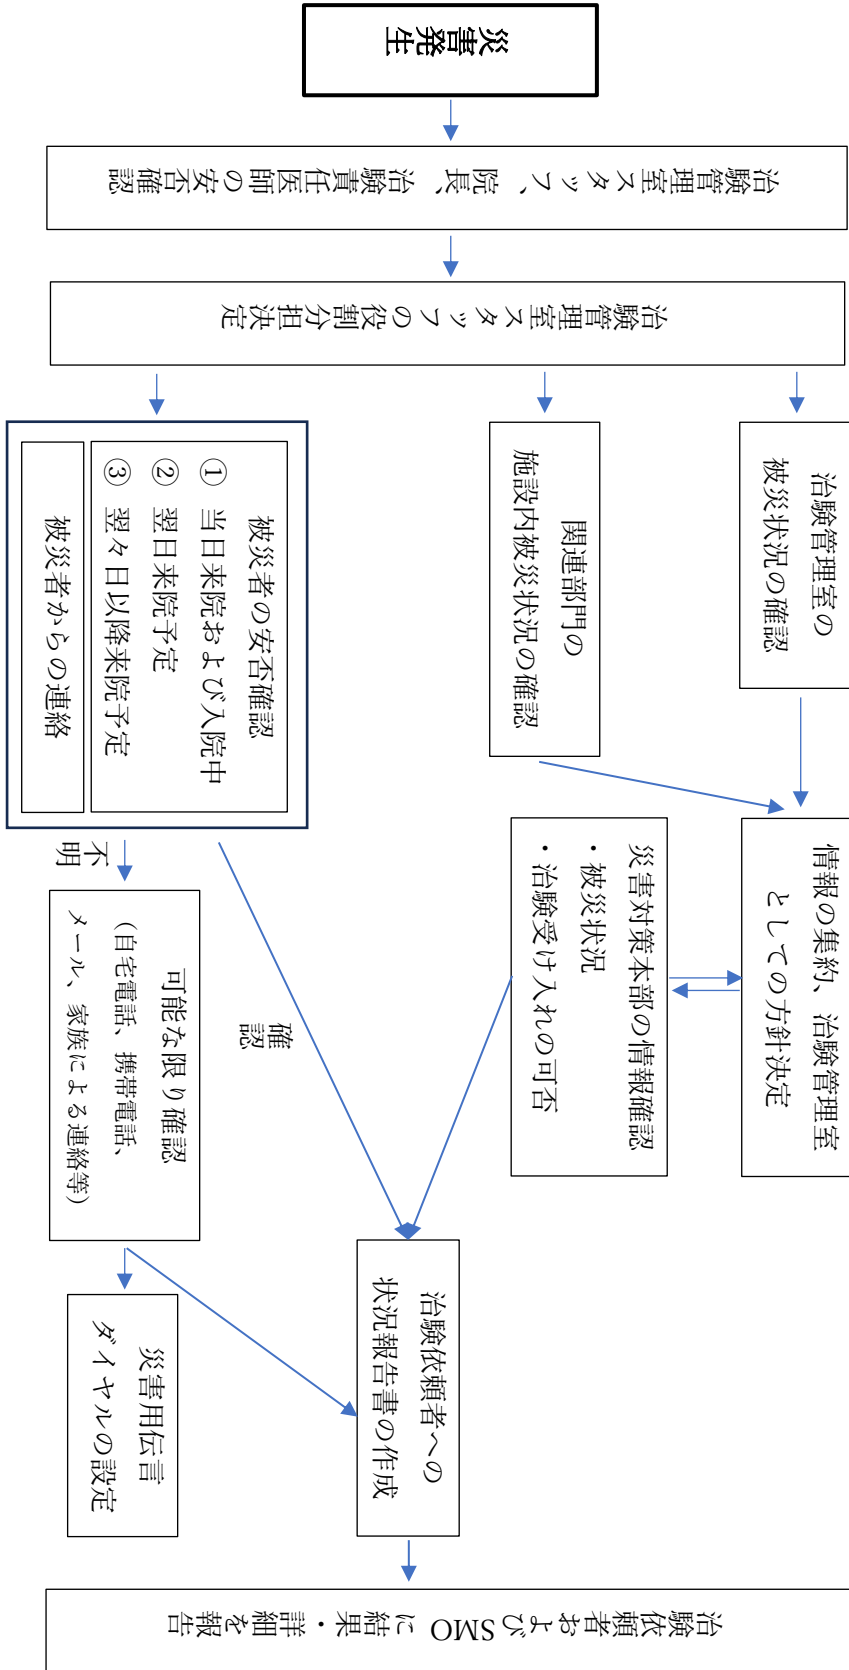 災害発生
治験管理室スタッフ、院長、治験責任医師の安否確認
治験管理室スタッフの役割分担決定
治験管理室の
被災状況の確認
関連部門の
施設内被災状況の確認
被災者の安否確認
① 当日来院および入院中
② 翌日来院予定
③ 翌々日以降来院予定
被災者からの連絡
情報の集約、治験管理室
としての方針決定
災害対策本部の情報確認
・被災状況
・治験受け入れの可否
不明
確認
可能な限り確認
（自宅電話、携帯電話、
メール、家族による連絡等）
災害用伝言
ダイヤルの設定
治験依頼者への
状況報告書の作成
治験依頼者およびSMO に結果・詳細を報告